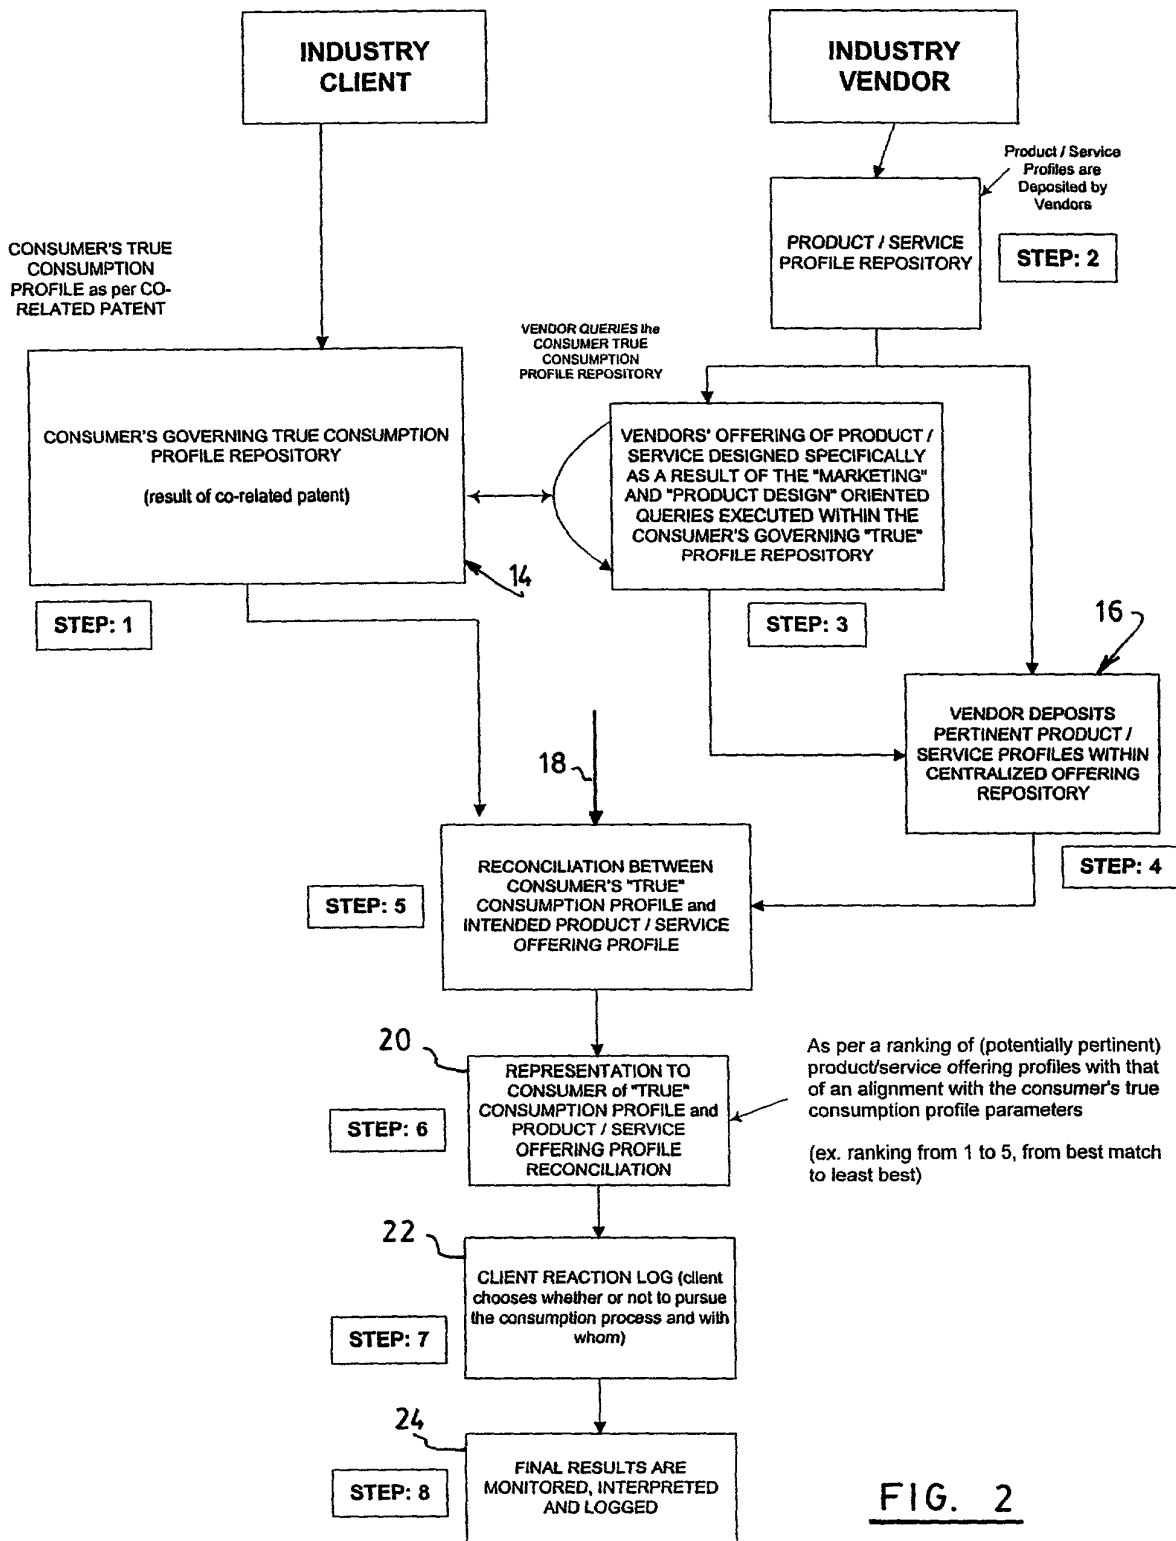 INDUSTRY
CLIENT
INDUSTRY
VENDOR
Product / Service
Profiles are
Deposited by
Vendors
PRODUCT / SERVICE
PROFILE REPOSITORY
STEP: 2
CONSUMER'S TRUE
CONSUMPTION
PROFILE as per CO-
RELATED PATENT
VENDOR QUERIES the
CONSUMER TRUE
CONSUMPTION
PROFILE REPOSITORY
CONSUMER'S GOVERNING TRUE CONSUMPTION
PROFILE REPOSITORY
(result of co-related patent)
VENDORS' OFFERING OF PRODUCT /
SERVICE DESIGNED SPECIFICALLY
AS A RESULT OF THE "MARKETING"
AND "PRODUCT DESIGN" ORIENTED
QUERIES EXECUTED WITHIN THE
CONSUMER'S GOVERNING "TRUE"
PROFILE REPOSITORY
14
STEP: 1
STEP: 3
16
VENDOR DEPOSITS
PERTINENT PRODUCT /
SERVICE PROFILES WITHIN
CENTRALIZED OFFERING
REPOSITORY
STEP: 4
18
RECONCILIATION BETWEEN
CONSUMER'S "TRUE"
CONSUMPTION PROFILE and
INTENDED PRODUCT / SERVICE
OFFERING PROFILE
STEP: 5
20
REPRESENTATION TO
CONSUMER of "TRUE"
CONSUMPTION PROFILE and
PRODUCT / SERVICE
OFFERING PROFILE
RECONCILIATION
STEP: 6
As per a ranking of (potentially pertinent)
product/service offering profiles with that
of an alignment with the consumer's true
consumption profile parameters
(ex. ranking from 1 to 5, from best match
to least best)
22
CLIENT REACTION LOG (client
chooses whether or not to pursue
the consumption process and with
whom)
STEP: 7
24
FINAL RESULTS ARE
MONITORED, INTERPRETED
AND LOGGED
STEP: 8
FIG. 2